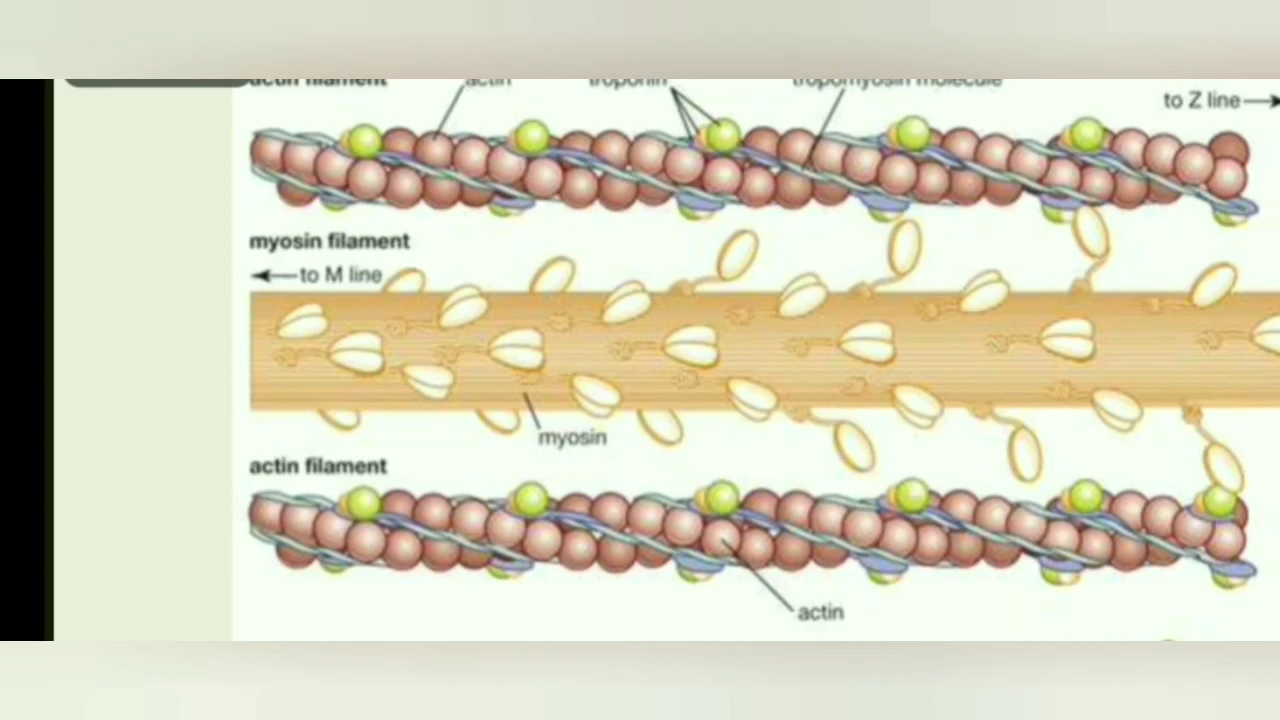 actin filament
actin
troponin
tropomyosin molecule
to Z line
myosin filament
to M line
myosin
actin filament
actin